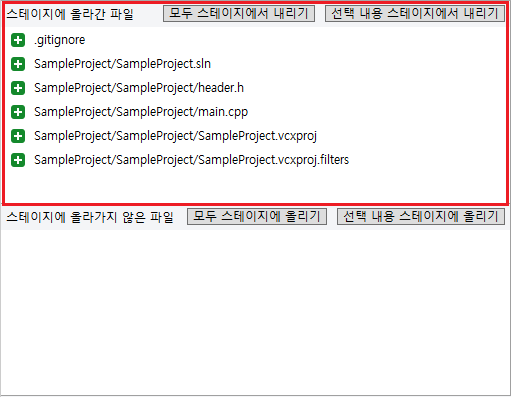 스테이지에 올라간 파일 모두 스테이지에서 내리기 선택 내용 스테이지에서 내리기
.gitignore
SampleProject/SampleProject.sln
SampleProject/SampleProject/header.h
SampleProject/SampleProject/main.cpp
SampleProject/SampleProject/SampleProject.vcxproj
SampleProject/SampleProject/SampleProject.vcxproj.filters
스테이지에 올라가지 않은 파일 모두 스테이지에 올리기 선택 내용 스테이지에 올리기